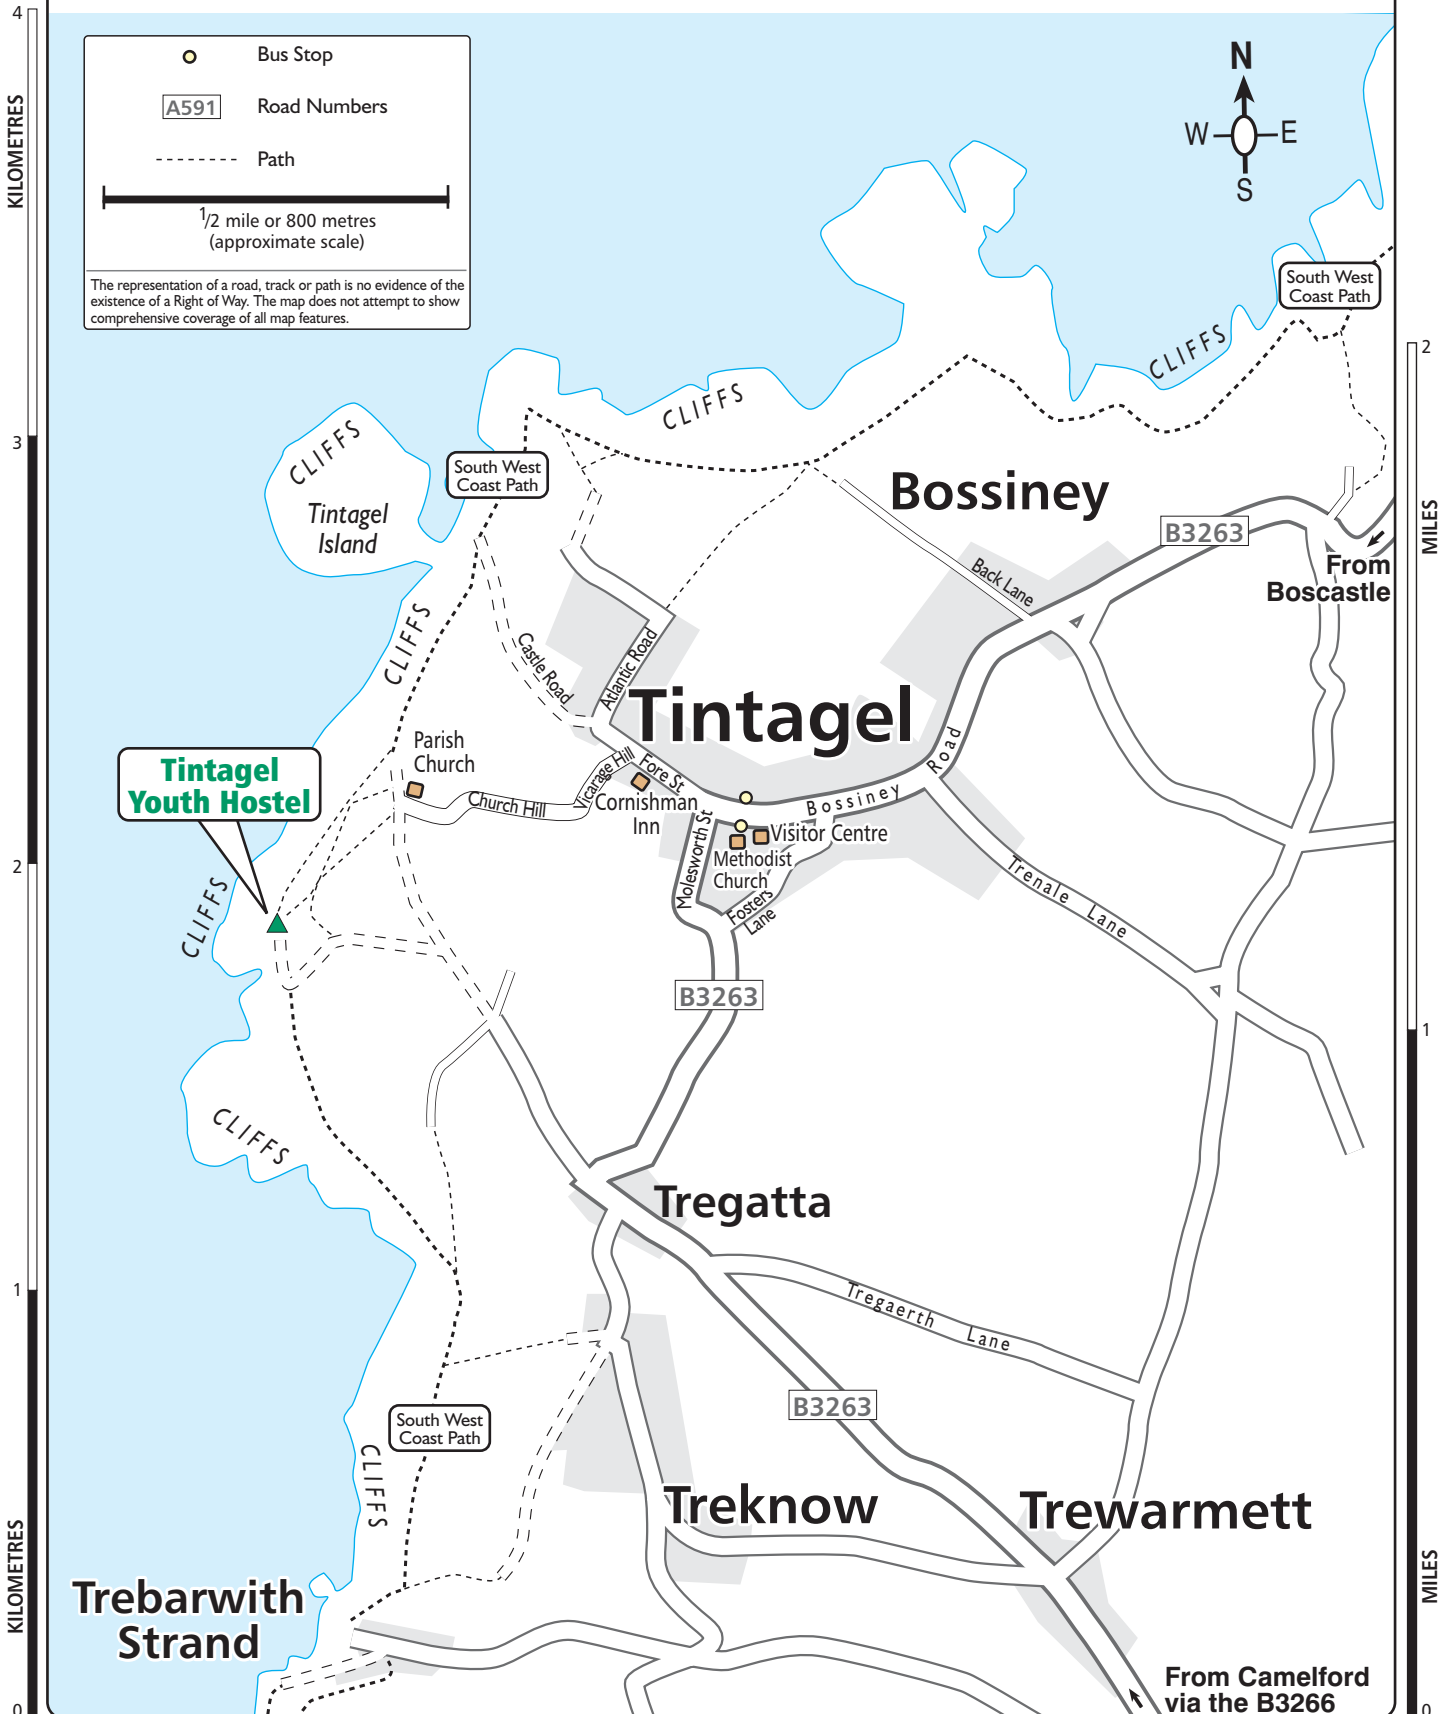 4
KILOMETRES
Bus Stop
A591
Road Numbers
Path
1/2 mile or 800 metres
(approximate scale)
The representation of a road, track or path is no evidence of the
existence of a Right of Way. The map does not attempt to show
comprehensive coverage of all map features.
N
W
E
S
South West
Coast Path
CLIFFS
2
CLIFFS
CLIFFS
3
South West
Coast Path
Tintagel
Island
Bossiney
B3263
MILES
From
Boscastle
Back Lane
CLIFFS
Castle Road
Atlantic Road
Tintagel
Road
Parish
Church
Tintagel
Youth Hostel
Vicarage Hill
Fore St
Church Hill
Cornishman
Inn
Bossiney
Visitor Centre
Molesworth St
Methodist
Church
2
Trenale Lane
Fosters
Lane
CLIFFS
B3263
1
CLIFFS
Tregatta
1
Tregaerth Lane
B3263
South West
Coast Path
CLIFFS
Treknow
Trewarmett
KILOMETRES
MILES
Trebarwith
Strand
From Camelford
via the B3266
0
0